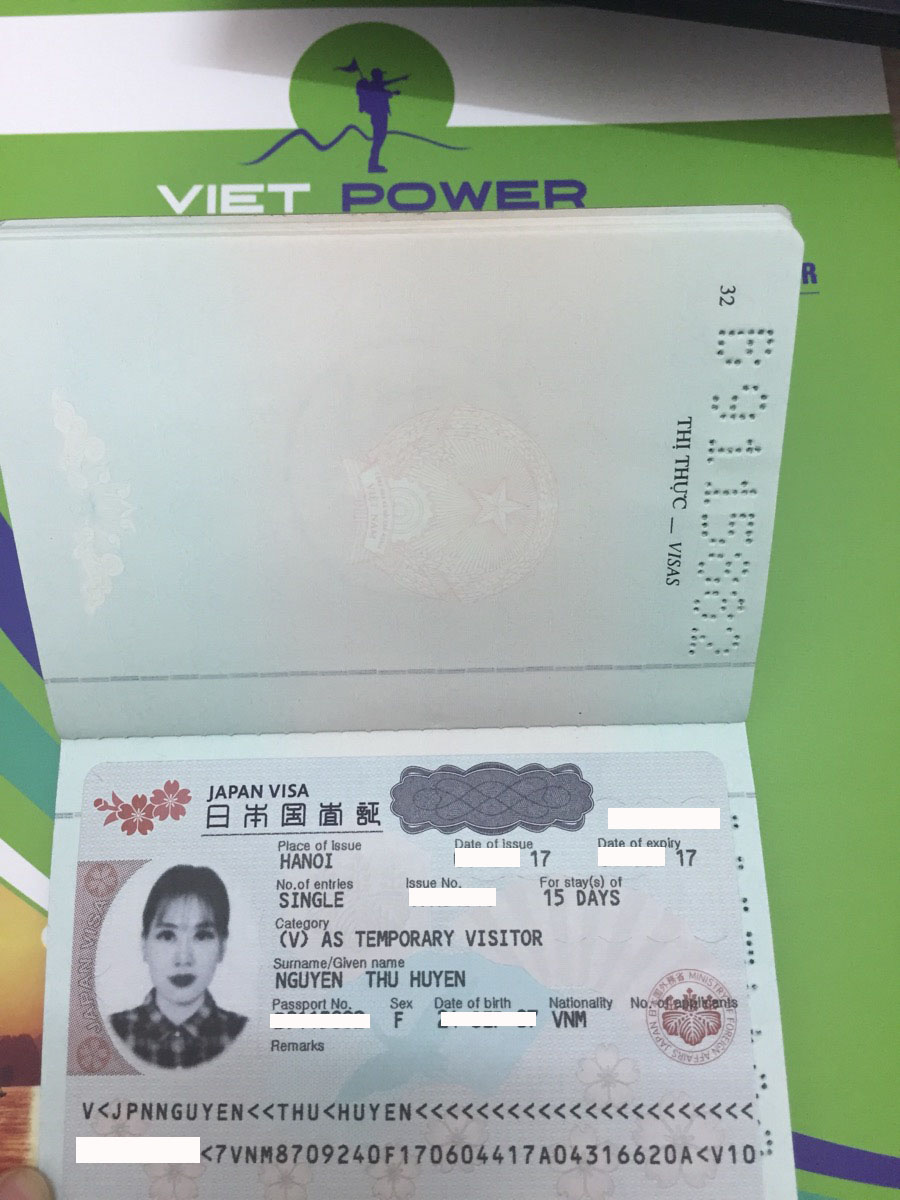 VIET POWER
R
32
THỊ THỰC — VISAS
JAPAN VISA
日本国査証
Place of issue Date of issue Date of expiry
HANOI 17 17
No.of entries Issue No. For stay(s) of
SINGLE 15 DAYS
Category
(V) AS TEMPORARY VISITOR
Surname/Given name
NGUYEN THU HUYEN
Passport No. Sex Date of birth Nationality No. of applicants
F VNM
Remarks
V<JPNNGUYEN<<THU<HUYEN<<<<<<<<<<<<<<<<<<<<<<
<7VNM8709240F170604417A04316620A<V10